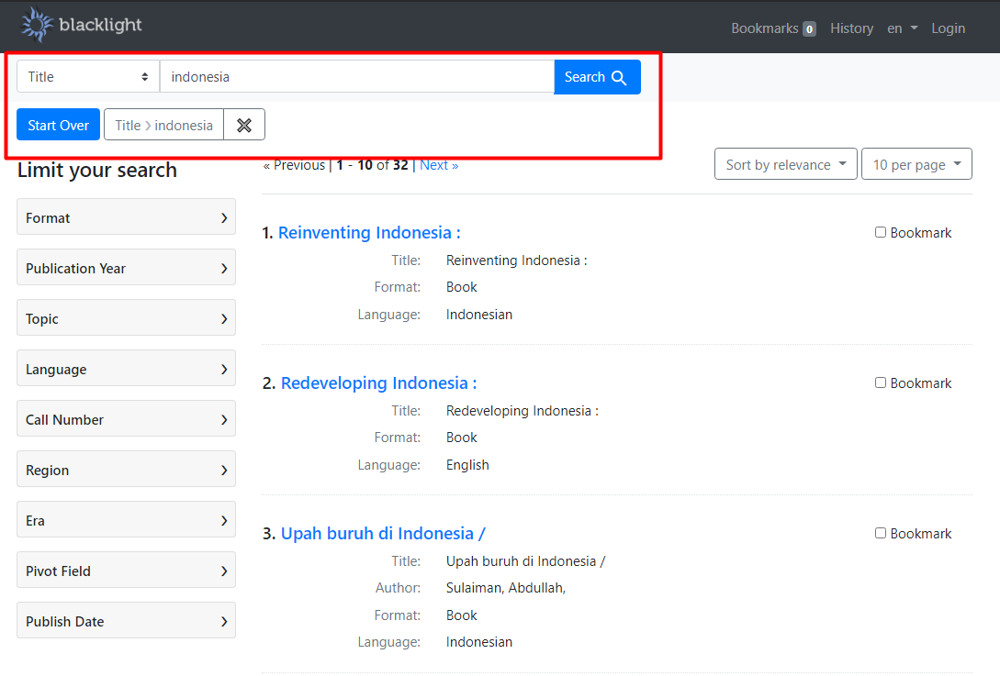 blacklight
Bookmarks 0 History en Login
Title indonesia Search
Start Over Title indonesia
Limit your search
« Previous | 1 - 10 of 32 | Next »
Sort by relevance 10 per page
Format
Publication Year
Topic
Language
Call Number
Region
Era
Pivot Field
Publish Date
1. Reinventing Indonesia : Bookmark
Title: Reinventing Indonesia :
Format: Book
Language: Indonesian
2. Redeveloping Indonesia : Bookmark
Title: Redeveloping Indonesia :
Format: Book
Language: English
3. Upah buruh di Indonesia / Bookmark
Title: Upah buruh di Indonesia /
Author: Sulaiman, Abdullah,
Format: Book
Language: Indonesian